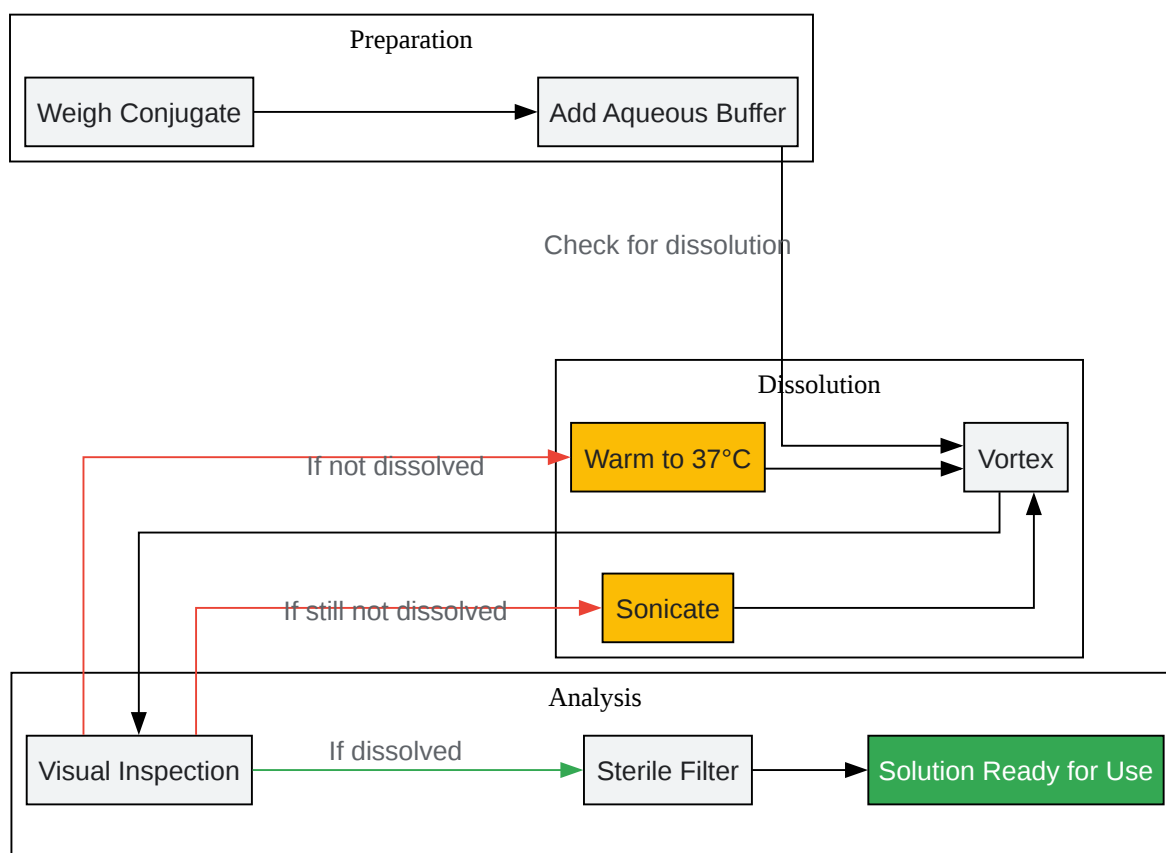 Preparation
Weigh Conjugate
Add Aqueous Buffer
Check for dissolution
Dissolution
Warm to 37°C
Vortex
If not dissolved
Sonicate
If still not dissolved
Analysis
Visual Inspection
If dissolved
Sterile Filter
Solution Ready for Use